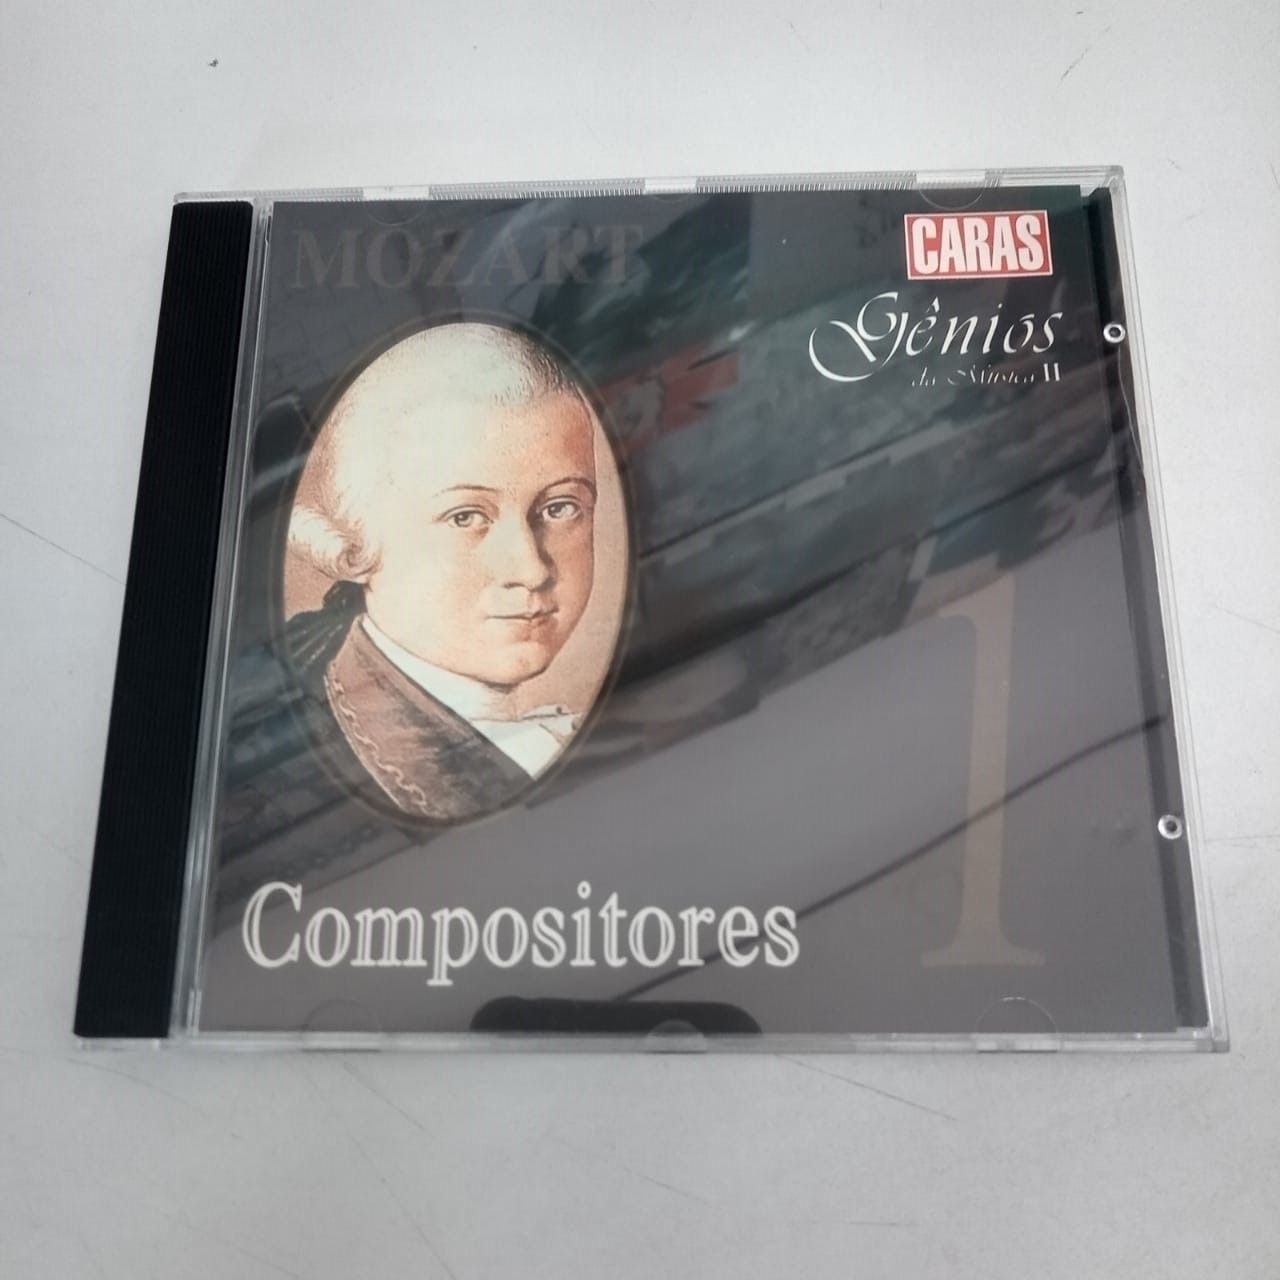 MOZART
CARAS
Gênios
da Música II
1
Compositores